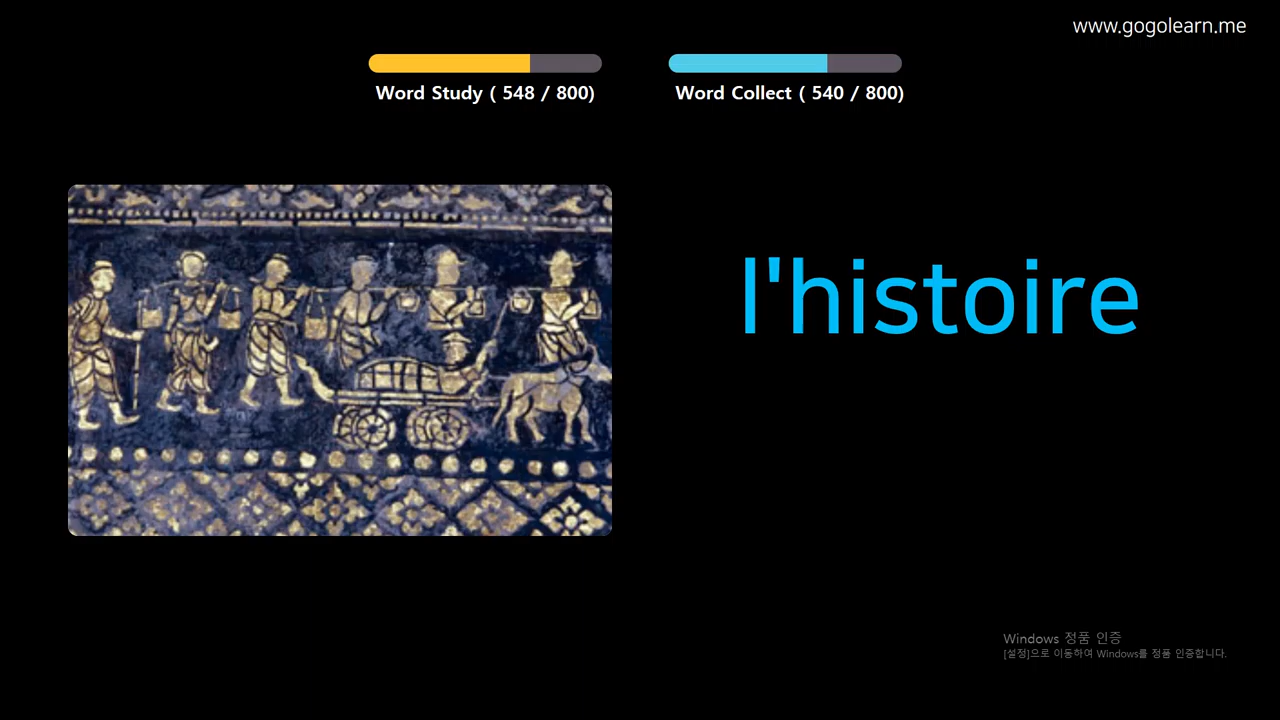 www.gogolearn.me
Word Study ( 548 / 800)
Word Collect ( 540 / 800)
l'histoire
Windows 정품 인증
[설정]으로 이동하여 Windows를 정품 인증합니다.